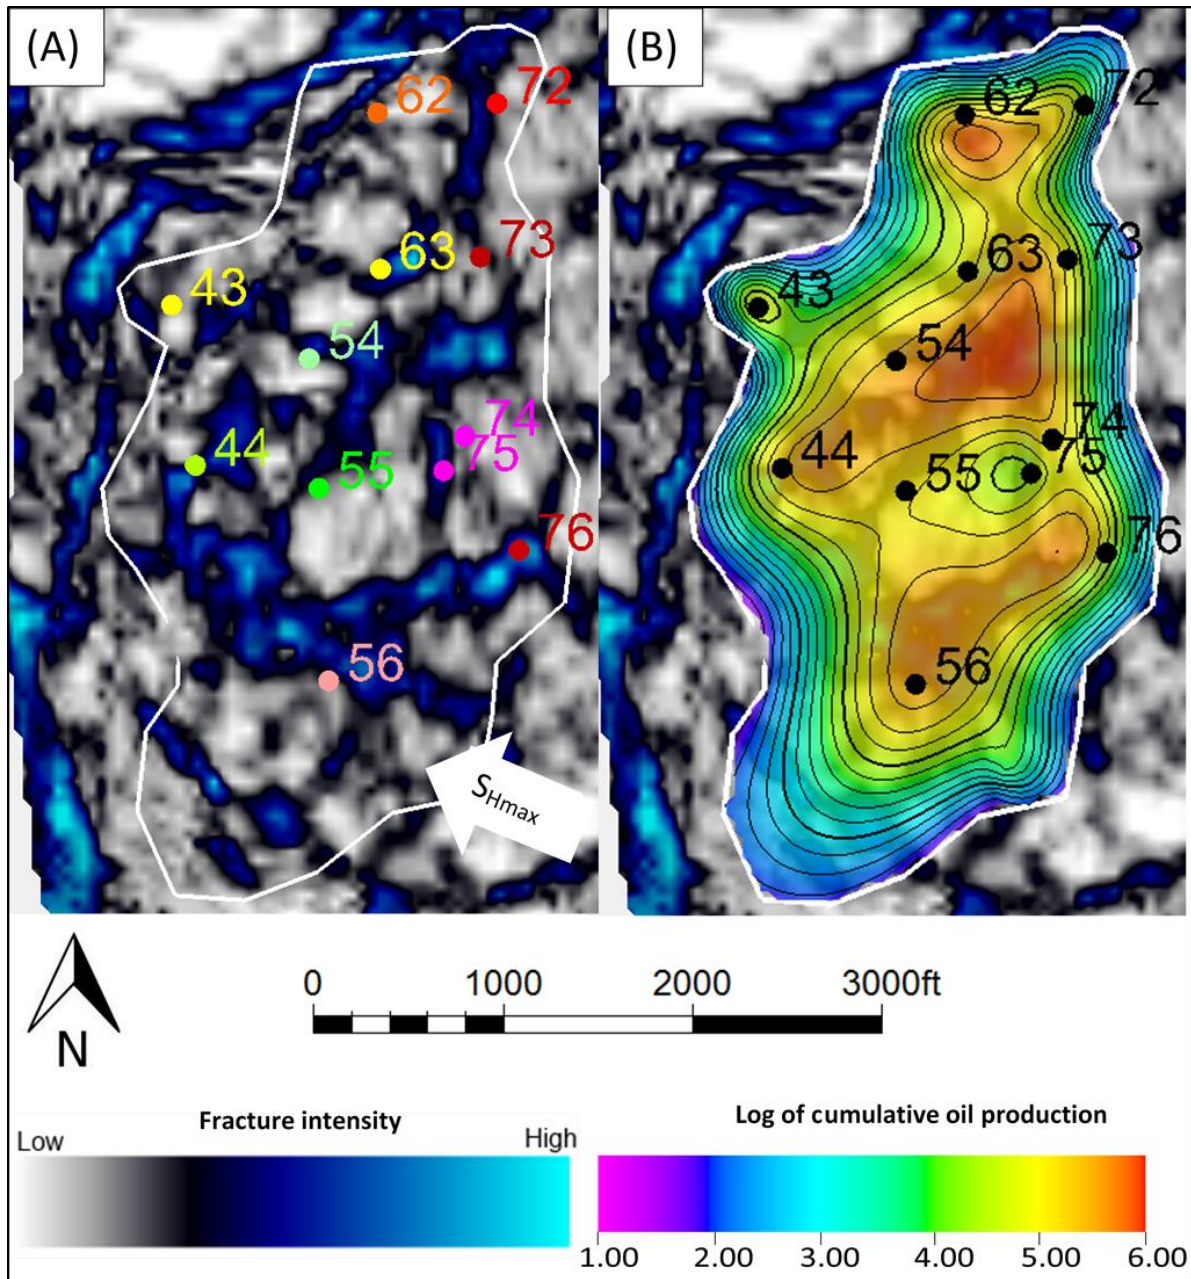 (A)
62
72
63
73
43
54
74
44
75
55
76
56
SHmax
(B)
62
72
63
73
43
54
74
44
75
55
76
56
N
0 1000 2000 3000ft
Fracture intensity
Low High
Log of cumulative oil production
1.00 2.00 3.00 4.00 5.00 6.00